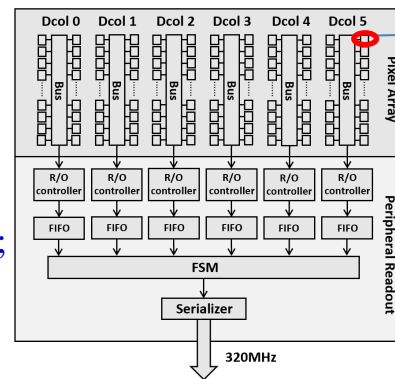 Dcol 0 Dcol 1 Dcol 2 Dcol 3 Dcol 4 Dcol 5
Bus Bus Bus Bus Bus Bus
Pixel Array
R/O controller R/O controller R/O controller R/O controller R/O controller R/O controller
FIFO FIFO FIFO FIFO FIFO FIFO
Peripheral Readout
FSM
Serializer
320MHz